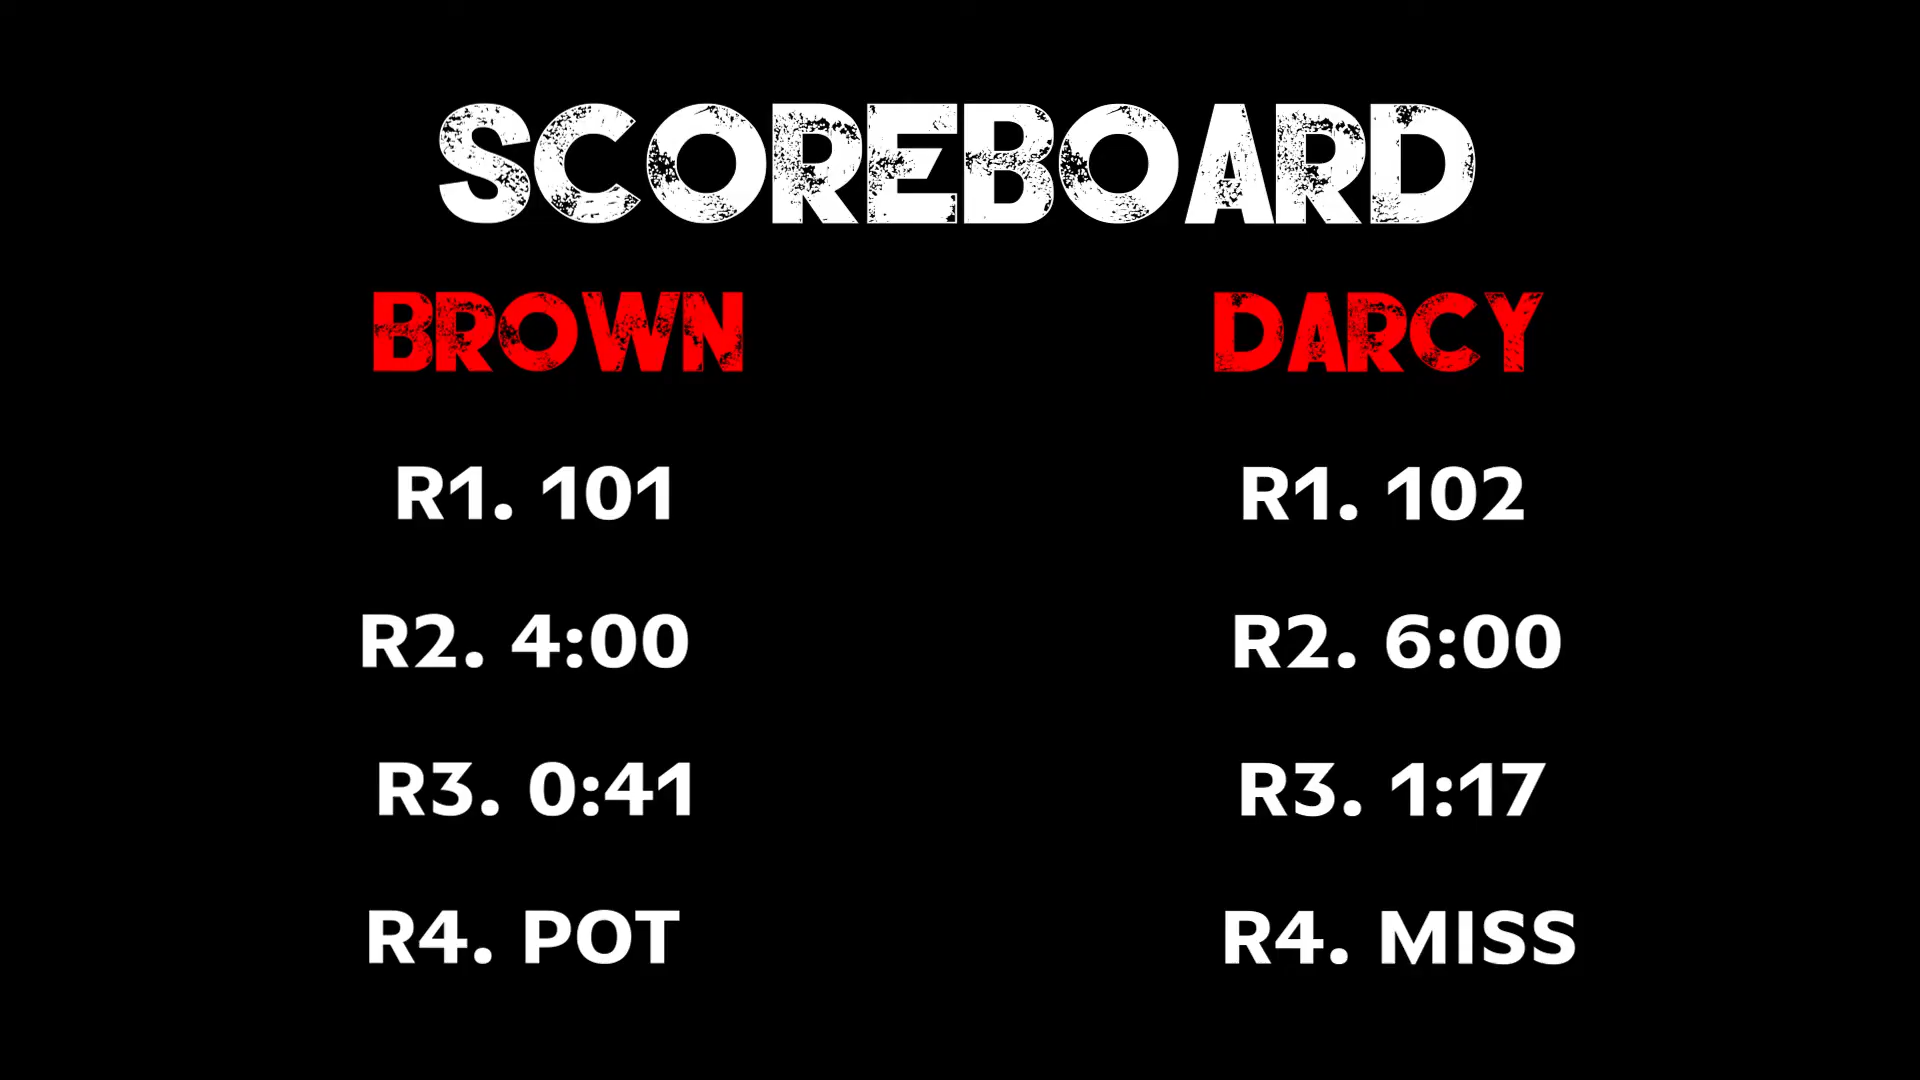 SCOREBOARD
BROWN DARCY
R1. 101 R1. 102
R2. 4:00 R2. 6:00
R3. 0:41 R3. 1:17
R4. POT R4. MISS